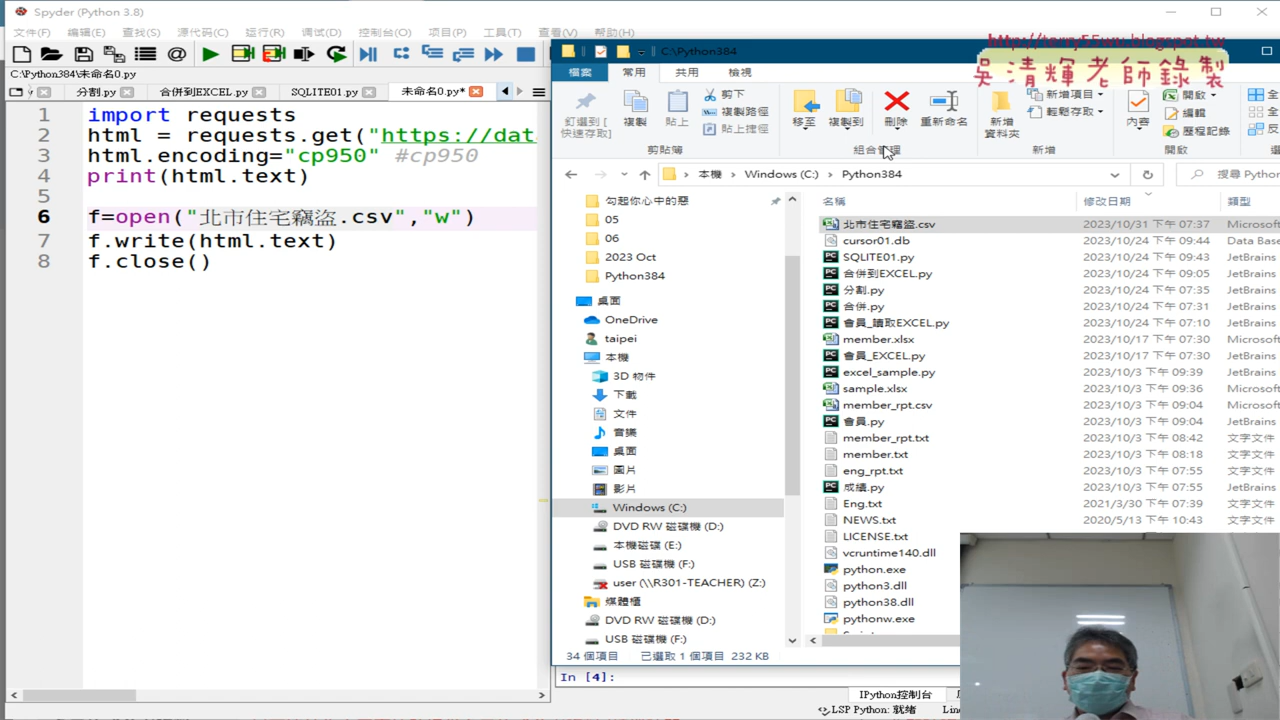 Spyder (Python 3.8)
文件(F) 编辑(E) 查找(S) 源代码(C) 运行(R) 调试(D) 控制台(O) 项目(P) 工具(T) 查看(V) 帮助(H)
C:\Python384\未命名0.py
分割.py 合併到EXCEL.py SQLITE01.py 未命名0.py*
1 import requests
2 html = requests.get("https://dat
3 html.encoding="cp950" #cp950
4 print(html.text)
5
6 f=open("北市住宅竊盜.csv","w")
7 f.write(html.text)
8 f.close()
C:\Python384
http://terry55wu.blogspot.tw
吳清輝老師錄製
檔案 常用 共用 檢視
釘選到 [快速存取]
複製
貼上
剪下
複製路徑
貼上捷徑
移至 複製到 刪除 重新命名
新增資料夾
新增項目
輕鬆存取
內容
開啟
編輯
歷程記錄
剪貼簿 組合管理 新增 開啟
本機 Windows (C:) Python384
搜尋 Python
勾起你心中的惡
05
06
2023 Oct
Python384
桌面
OneDrive
taipei
本機
3D 物件
下載
文件
音樂
桌面
圖片
影片
Windows (C:)
DVD RW 磁碟機 (D:)
本機磁碟 (E:)
USB 磁碟機 (F:)
user (\\R301-TEACHER) (Z:)
媒體櫃
DVD RW 磁碟機 (D:)
USB 磁碟機 (F:)
名稱 修改日期 類型
北市住宅竊盜.csv 2023/10/31 下午 07:37 Microsoft
cursor01.db 2023/10/24 下午 09:44 Data Base
SQLITE01.py 2023/10/24 下午 09:43 JetBrains
合併到EXCEL.py 2023/10/24 下午 09:05 JetBrains
分割.py 2023/10/24 下午 07:35 JetBrains
合併.py 2023/10/24 下午 07:31 JetBrains
會員_讀取EXCEL.py 2023/10/24 下午 07:10 JetBrains
member.xlsx 2023/10/17 下午 07:30 Microsoft
會員_EXCEL.py 2023/10/17 下午 07:30 JetBrains
excel_sample.py 2023/10/3 下午 09:39 JetBrains
sample.xlsx 2023/10/3 下午 09:36 Microsoft
member_rpt.csv 2023/10/3 下午 09:04 Microsoft
會員.py 2023/10/3 下午 09:04 JetBrains
member_rpt.txt 2023/10/3 下午 08:42 文字文件
member.txt 2023/10/3 下午 08:18 文字文件
eng_rpt.txt 2023/10/3 下午 07:55 文字文件
成績.py 2023/10/3 下午 07:55 JetBrains
Eng.txt 2021/3/30 下午 07:39 文字文件
NEWS.txt 2020/5/13 下午 10:43 文字文件
LICENSE.txt
vcruntime140.dll
python.exe
python3.dll
python38.dll
pythonw.exe
34 個項目 已選取 1 個項目 232 KB
In [4]:
IPython控制台
LSP Python: 就绪